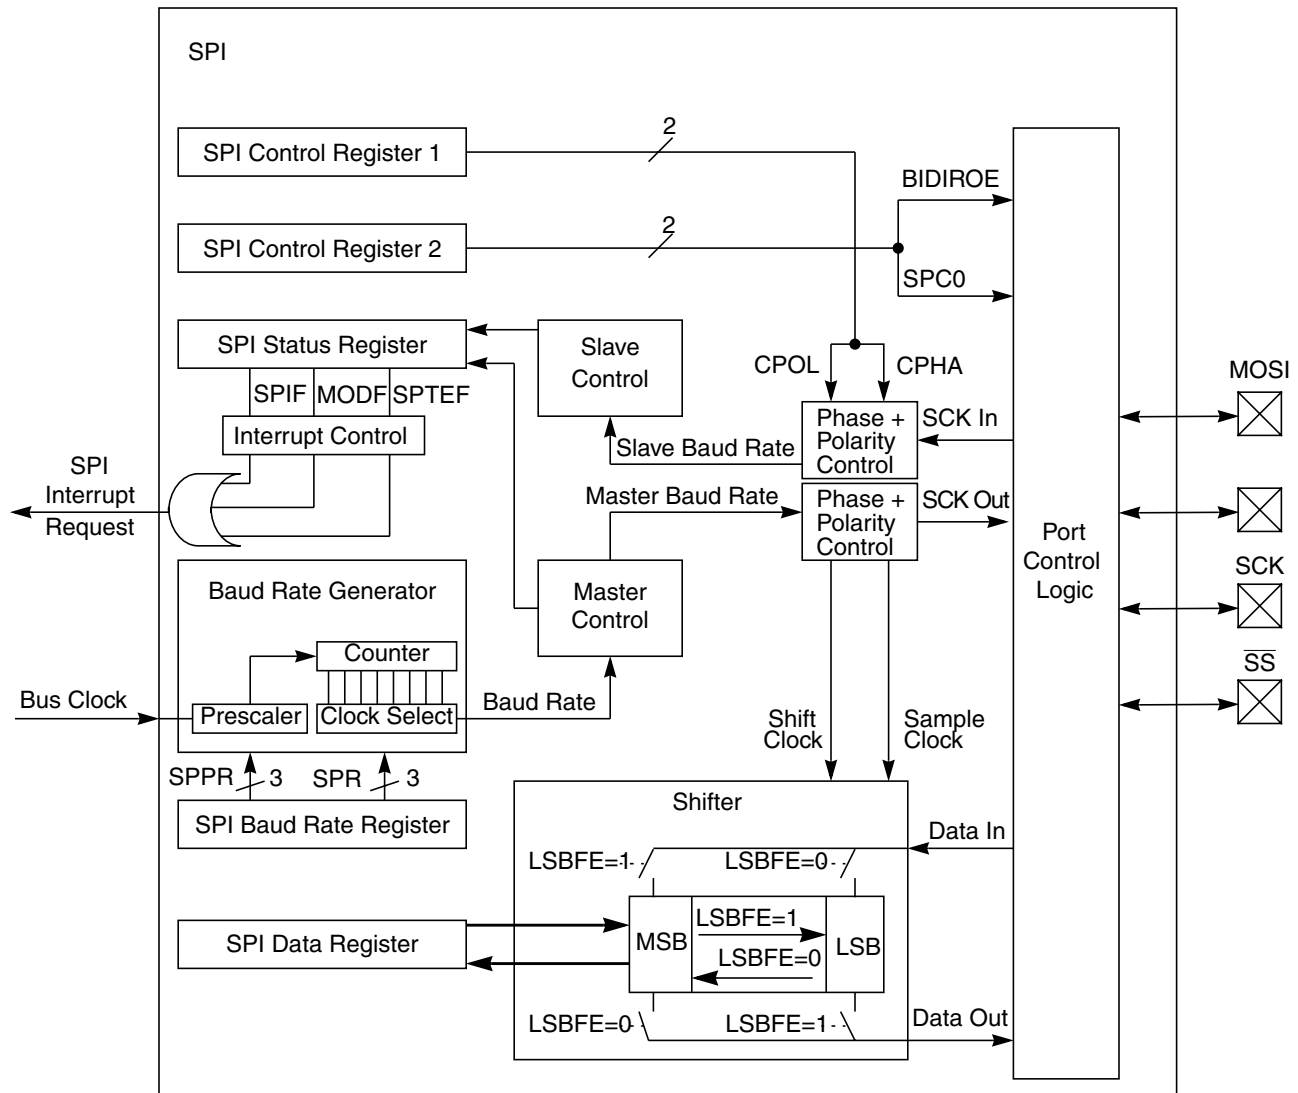 SPI
SPI Control Register 1
2
BIDIROE
SPI Control Register 2
2
SPC0
SPI Status Register
Slave
Control
CPOL
CPHA
MOSI
SPIF
MODF
SPTEF
Interrupt Control
Slave Baud Rate
Phase +
Polarity
Control
SCK In
SPI
Interrupt
Request
Master Baud Rate
Phase +
Polarity
Control
SCK Out
Port
Control
Logic
SCK
Baud Rate Generator
Master
Control
Counter
SS
Bus Clock
Prescaler
Clock Select
Baud Rate
Shift
Clock
Sample
Clock
SPPR
3
SPR
3
SPI Baud Rate Register
Shifter
Data In
LSBFE=1
LSBFE=0
SPI Data Register
MSB
LSBFE=1
LSBFE=0
LSB
LSBFE=0
LSBFE=1
Data Out